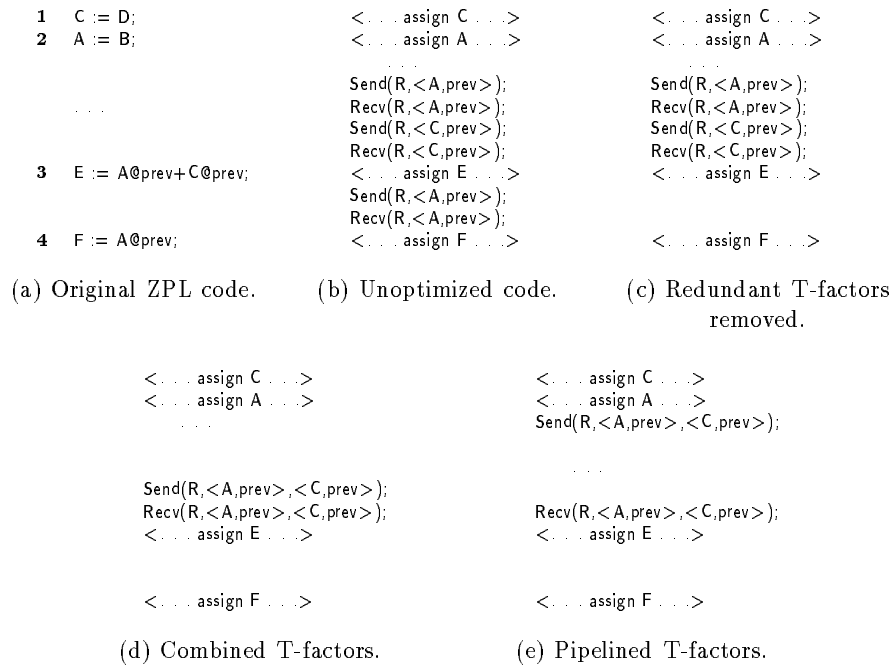 1 C := D;
2 A := B;
. . .
3 E := A@prev+C@prev;
4 F := A@prev;
(a) Original ZPL code.
<. . . assign C . . .>
<. . . assign A . . .>
. . .
Send(R,<A,prev>);
Recv(R,<A,prev>);
Send(R,<C,prev>);
Recv(R,<C,prev>);
<. . . assign E . . .>
Send(R,<A,prev>);
Recv(R,<A,prev>);
<. . . assign F . . .>
(b) Unoptimized code.
<. . . assign C . . .>
<. . . assign A . . .>
. . .
Send(R,<A,prev>);
Recv(R,<A,prev>);
Send(R,<C,prev>);
Recv(R,<C,prev>);
<. . . assign E . . .>
<. . . assign F . . .>
(c) Redundant T-factors
removed.
<. . . assign C . . .>
<. . . assign A . . .>
. . .
Send(R,<A,prev>,<C,prev>);
Recv(R,<A,prev>,<C,prev>);
<. . . assign E . . .>
<. . . assign F . . .>
(d) Combined T-factors.
<. . . assign C . . .>
<. . . assign A . . .>
Send(R,<A,prev>,<C,prev>);
. . .
Recv(R,<A,prev>,<C,prev>);
<. . . assign E . . .>
<. . . assign F . . .>
(e) Pipelined T-factors.